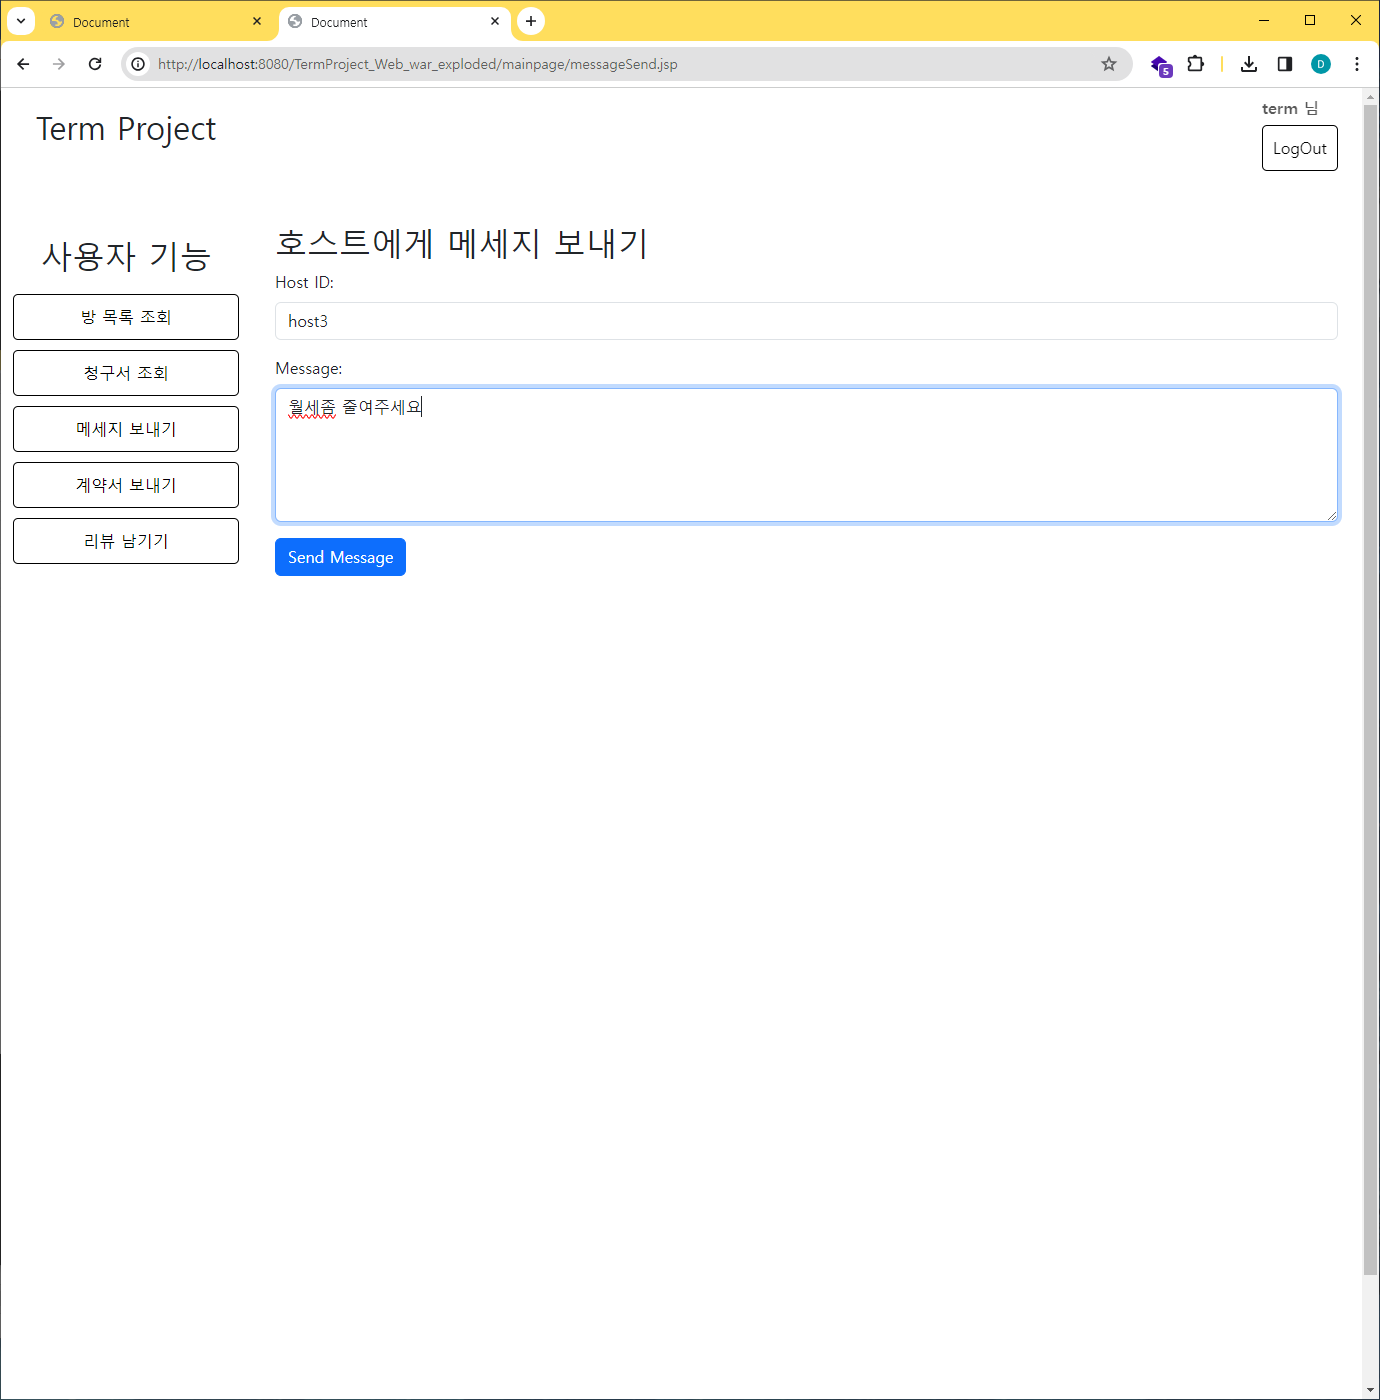 Document
Document
http://localhost:8080/TermProject_Web_war_exploded/mainpage/messageSend.jsp
5
D
Term Project
term 님
LogOut
사용자 기능
방 목록 조회
청구서 조회
메세지 보내기
계약서 보내기
리뷰 남기기
호스트에게 메세지 보내기
Host ID:
host3
Message:
월세좀 줄여주세요
Send Message